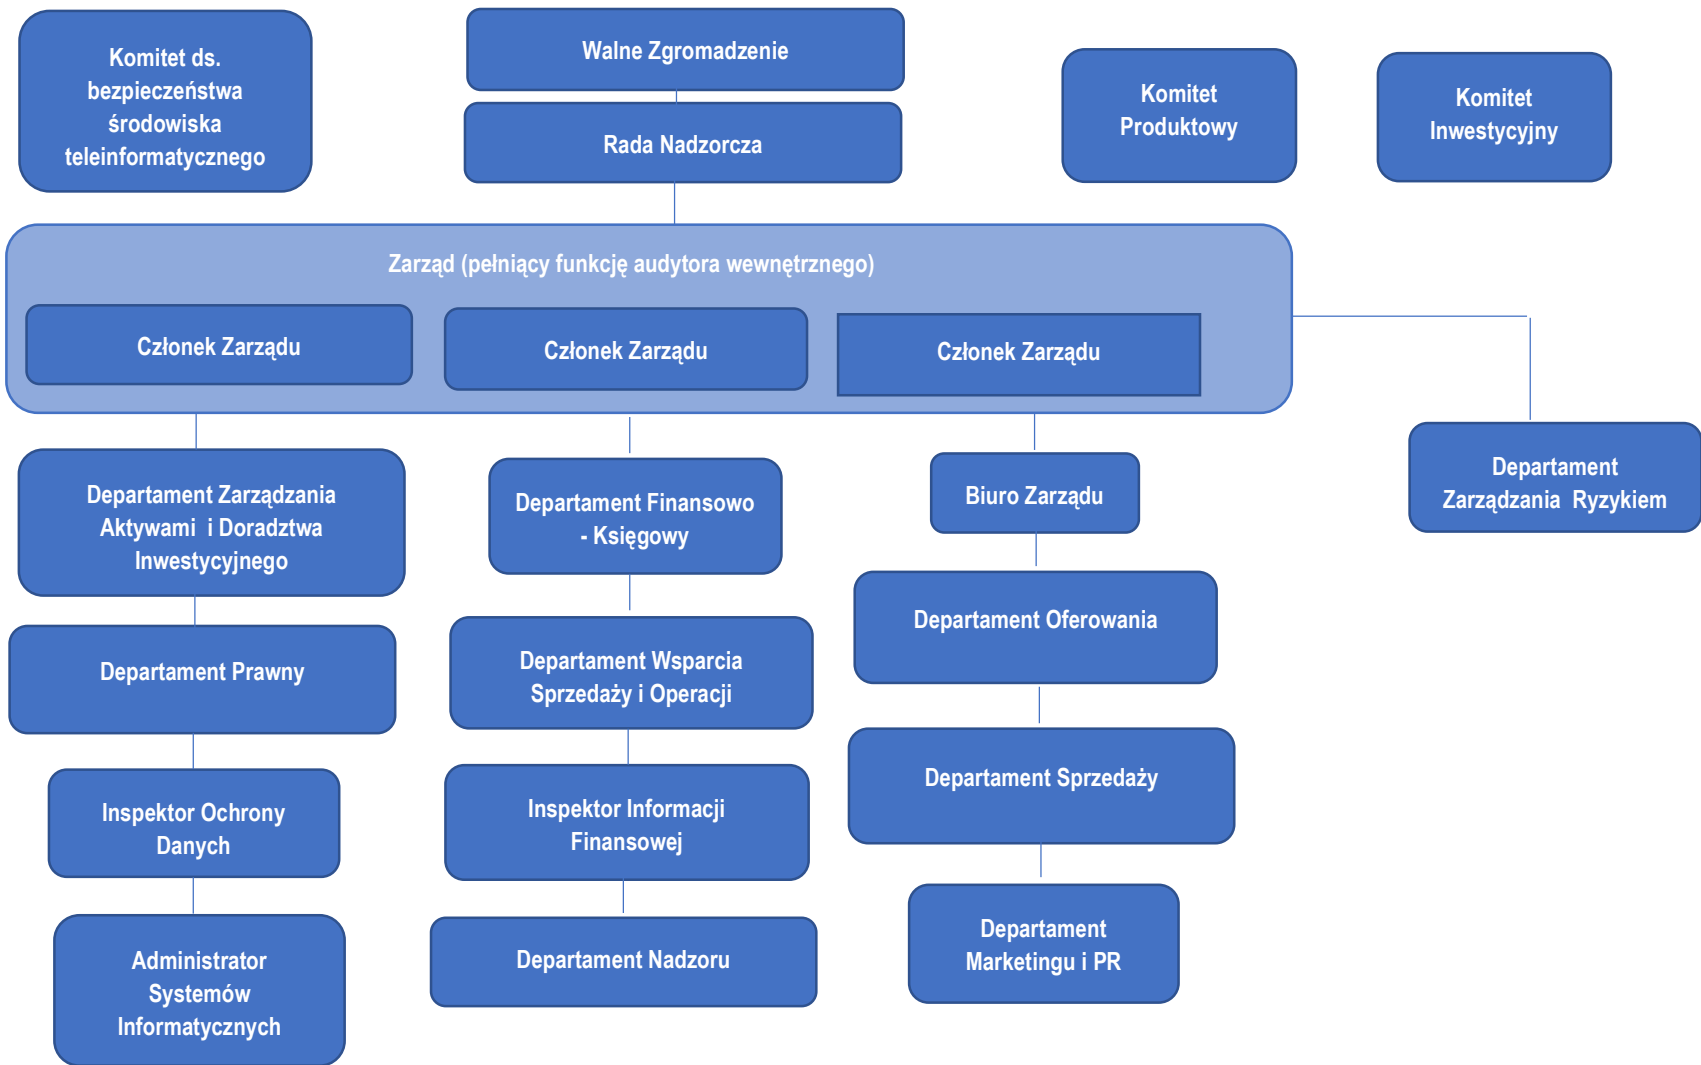 Komitet ds.
bezpieczeństwa
środowiska
teleinformatycznego
Walne Zgromadzenie
Rada Nadzorcza
Komitet
Produktowy
Komitet
Inwestycyjny
Zarząd (pełniący funkcję audytora wewnętrznego)
Członek Zarządu
Członek Zarządu
Członek Zarządu
Departament Zarządzania
Aktywami i Doradztwa
Inwestycyjnego
Departament Prawny
Inspektor Ochrony
Danych
Administrator
Systemów
Informatycznych
Departament Finansowo
- Księgowy
Departament Wsparcia
Sprzedaży i Operacji
Inspektor Informacji
Finansowej
Departament Nadzoru
Biuro Zarządu
Departament Oferowania
Departament Sprzedaży
Departament
Marketingu i PR
Departament
Zarządzania Ryzykiem